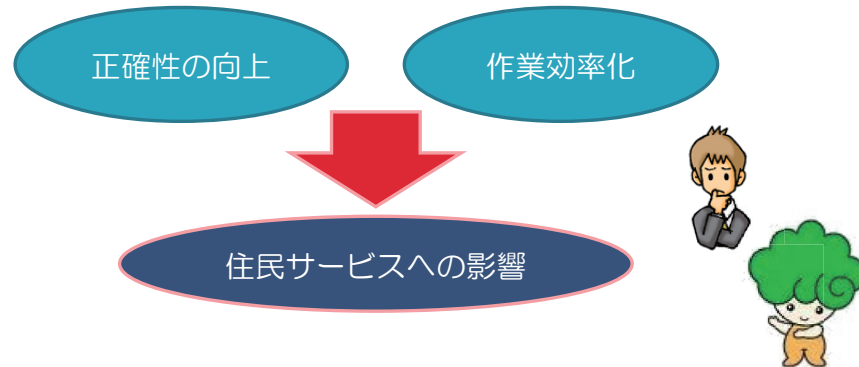 正確性の向上
作業効率化
住民サービスへの影響